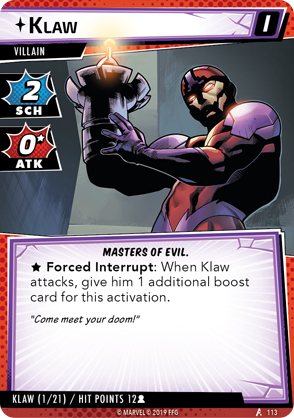 KLAW
I
VILLAIN
2
SCH
0*
ATK
MASTERS OF EVIL.
★ Forced Interrupt: When Klaw
attacks, give him 1 additional boost
card for this activation.
"Come meet your doom!"
KLAW (1/21) / HIT POINTS 12
© MARVEL © 2019 FFG
113